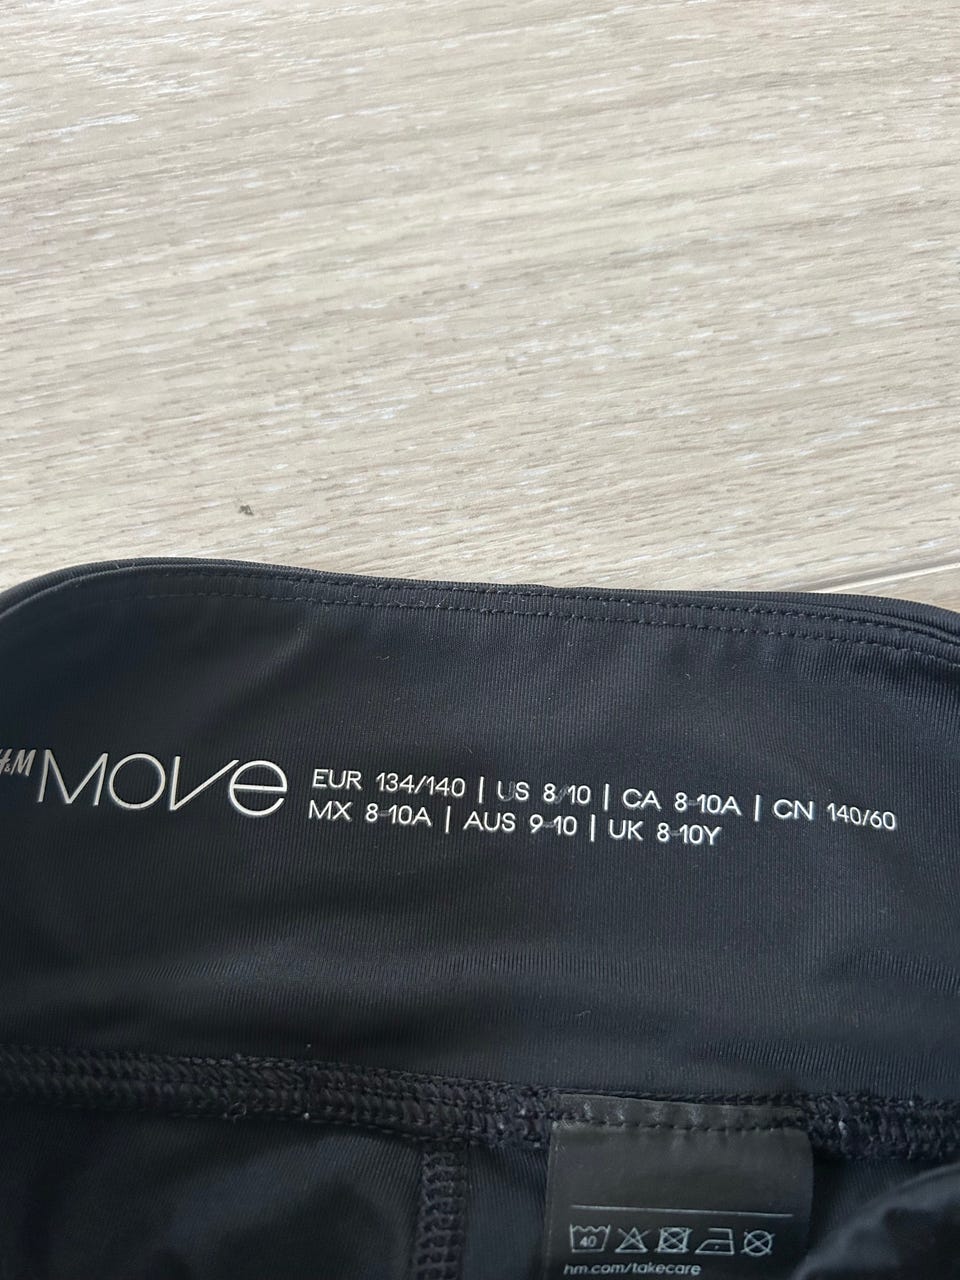 H&M MOVE
EUR 134/140 | US 8/10 | CA 8-10A | CN 140/60
MX 8-10A | AUS 9-10 | UK 8-10Y
40
hm.com/takecare